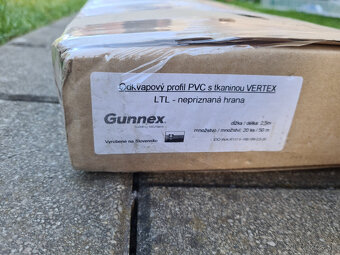 Odkvapový profil PVC s tkaninou VERTEX
LTL - nepriznaná hrana
Gunnex
dĺžka / délka: 2,5m
množstvo / množství: 20 ks / 50 m
Vyrobené na Slovensku